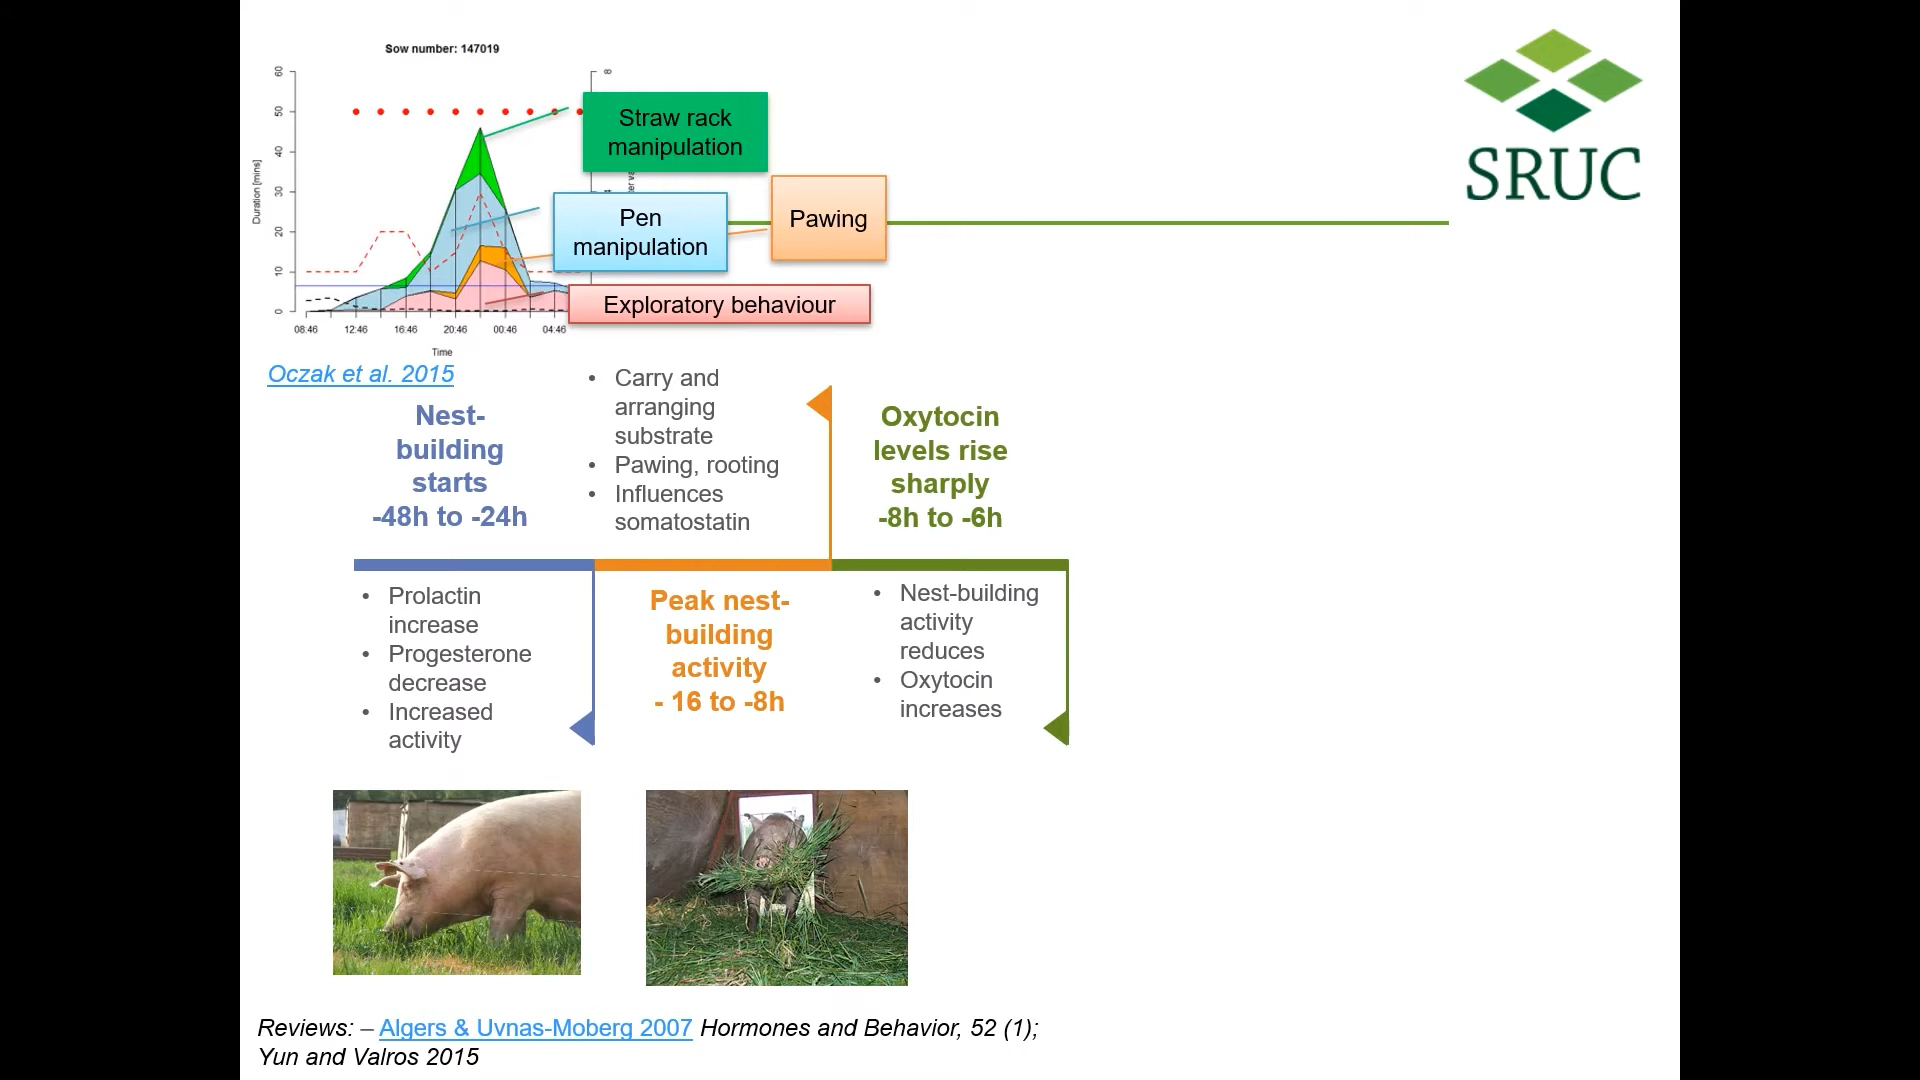 Sow number: 147019
60
50
40
30
20
10
0
Duration [mins]
8
4
08:46
12:46
16:46
20:46
00:46
04:46
Time
Straw rack
manipulation
Pen
manipulation
Pawing
Exploratory behaviour
SRUC
Oczak et al. 2015
Nest-
building
starts
-48h to -24h
• Carry and
arranging
substrate
• Pawing, rooting
• Influences
somatostatin
Oxytocin
levels rise
sharply
-8h to -6h
• Prolactin
increase
• Progesterone
decrease
• Increased
activity
Peak nest-
building
activity
- 16 to -8h
• Nest-building
activity
reduces
• Oxytocin
increases
Reviews: – Algers & Uvnas-Moberg 2007 Hormones and Behavior, 52 (1);
Yun and Valros 2015